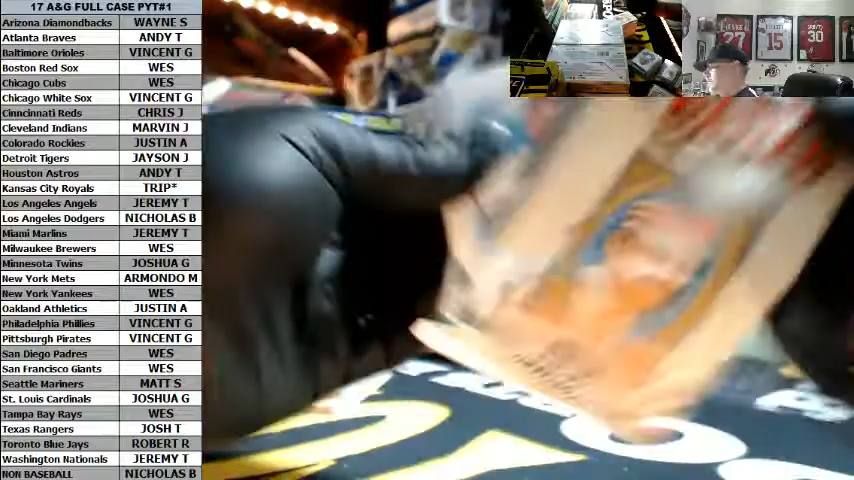 17 A&G FULL CASE PYT#1
Arizona Diamondbacks WAYNE S
Atlanta Braves ANDY T
Baltimore Orioles VINCENT G
Boston Red Sox WES
Chicago Cubs WES
Chicago White Sox VINCENT G
Cinncinnati Reds CHRIS J
Cleveland Indians MARVIN J
Colorado Rockies JUSTIN A
Detroit Tigers JAYSON J
Houston Astros ANDY T
Kansas City Royals TRIP*
Los Angeles Angels JEREMY T
Los Angeles Dodgers NICHOLAS B
Miami Marlins JEREMY T
Milwaukee Brewers WES
Minnesota Twins JOSHUA G
New York Mets ARMONDO M
New York Yankees WES
Oakland Athletics JUSTIN A
Philadelphia Phillies VINCENT G
Pittsburgh Pirates VINCENT G
San Diego Padres WES
San Francisco Giants WES
Seattle Mariners MATT S
St. Louis Cardinals JOSHUA G
Tampa Bay Rays WES
Texas Rangers JOSH T
Toronto Blue Jays ROBERT R
Washington Nationals JEREMY T
NON BASEBALL NICHOLAS B
27
15
30